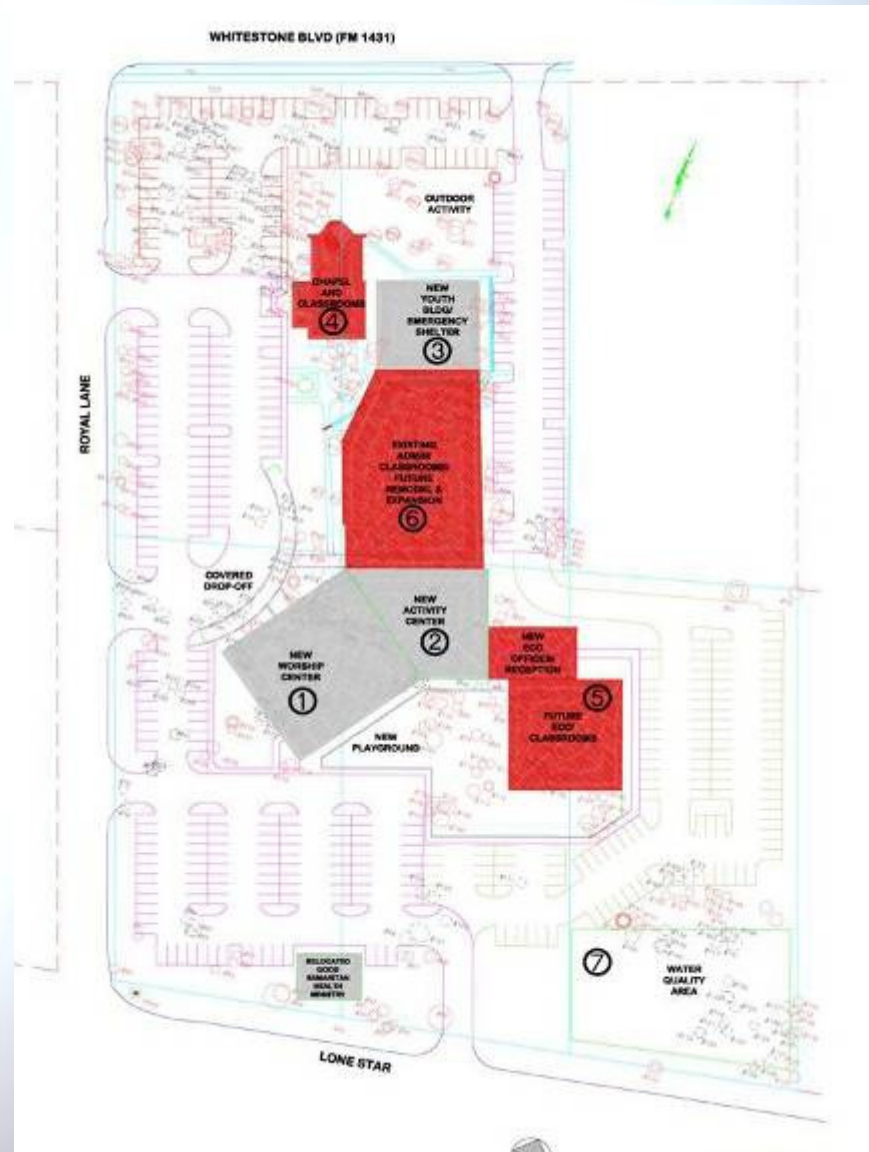 WHITESTONE BLVD (FM 1431)
OUTDOOR
ACTIVITY
CHAPEL
AND
CLASSROOMS
4
NEW
YOUTH
BLDG/
EMERGENCY
SHELTER
3
ROYAL LANE
EXISTING
ADMIN/
CLASSROOMS
FUTURE
REMODEL &
EXPANSION
6
COVERED
DROP-OFF
NEW
ACTIVITY
CENTER
2
NEW
WORSHIP
CENTER
1
NEW
ECC
OFFICE/
RECEPTION
5
FUTURE
ECC/
CLASSROOMS
NEW
PLAYGROUND
RELOCATED
GOOD
SAMARITAN
HEALTH
MINISTRY
7
WATER
QUALITY
AREA
LONE STAR